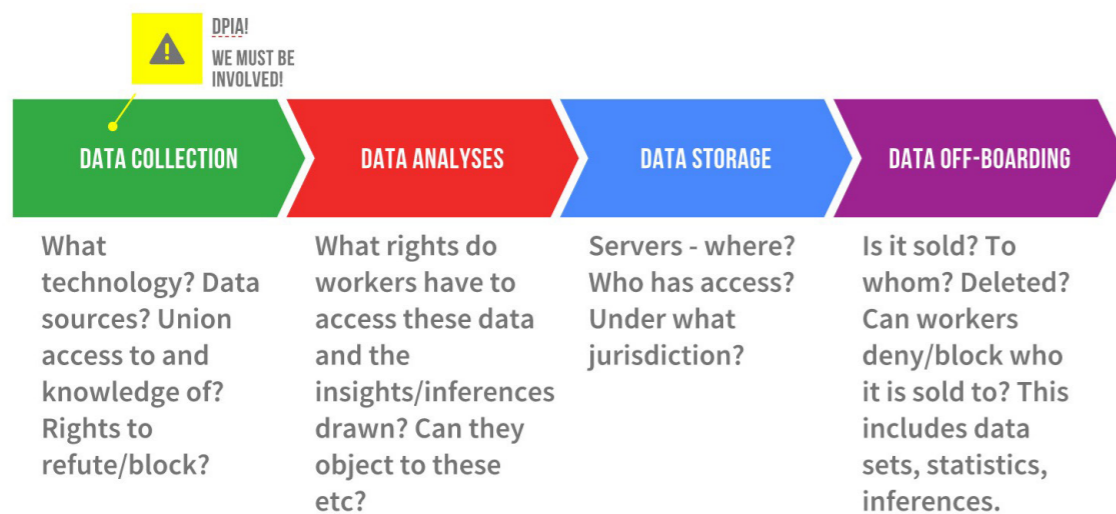 DPIA!
WE MUST BE
INVOLVED!
DATA COLLECTION
What
technology? Data
sources? Union
access to and
knowledge of?
Rights to
refute/block?
DATA ANALYSES
What rights do
workers have to
access these data
and the
insights/inferences
drawn? Can they
object to these
etc?
DATA STORAGE
Servers - where?
Who has access?
Under what
jurisdiction?
DATA OFF-BOARDING
Is it sold? To
whom? Deleted?
Can workers
deny/block who
it is sold to? This
includes data
sets, statistics,
inferences.